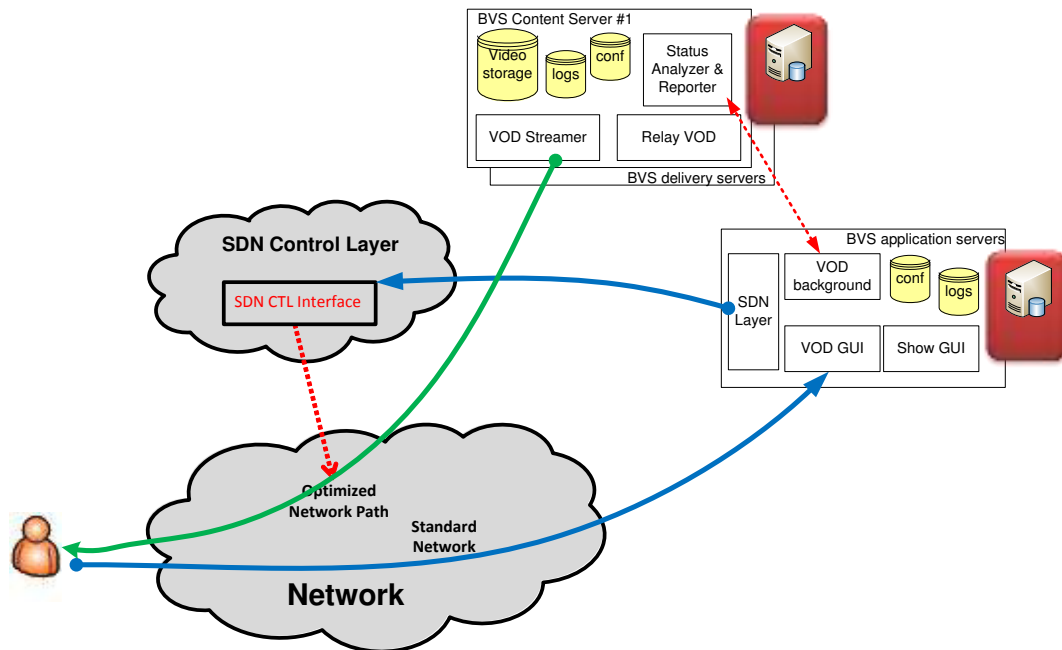 BVS Content Server #1
Video
storage
logs
conf
Status
Analyzer &
Reporter
VOD Streamer
Relay VOD
BVS delivery servers
SDN Control Layer
SDN CTL Interface
BVS application servers
SDN
Layer
VOD
background
conf
logs
VOD GUI
Show GUI
Optimized
Network Path
Standard
Network
Network